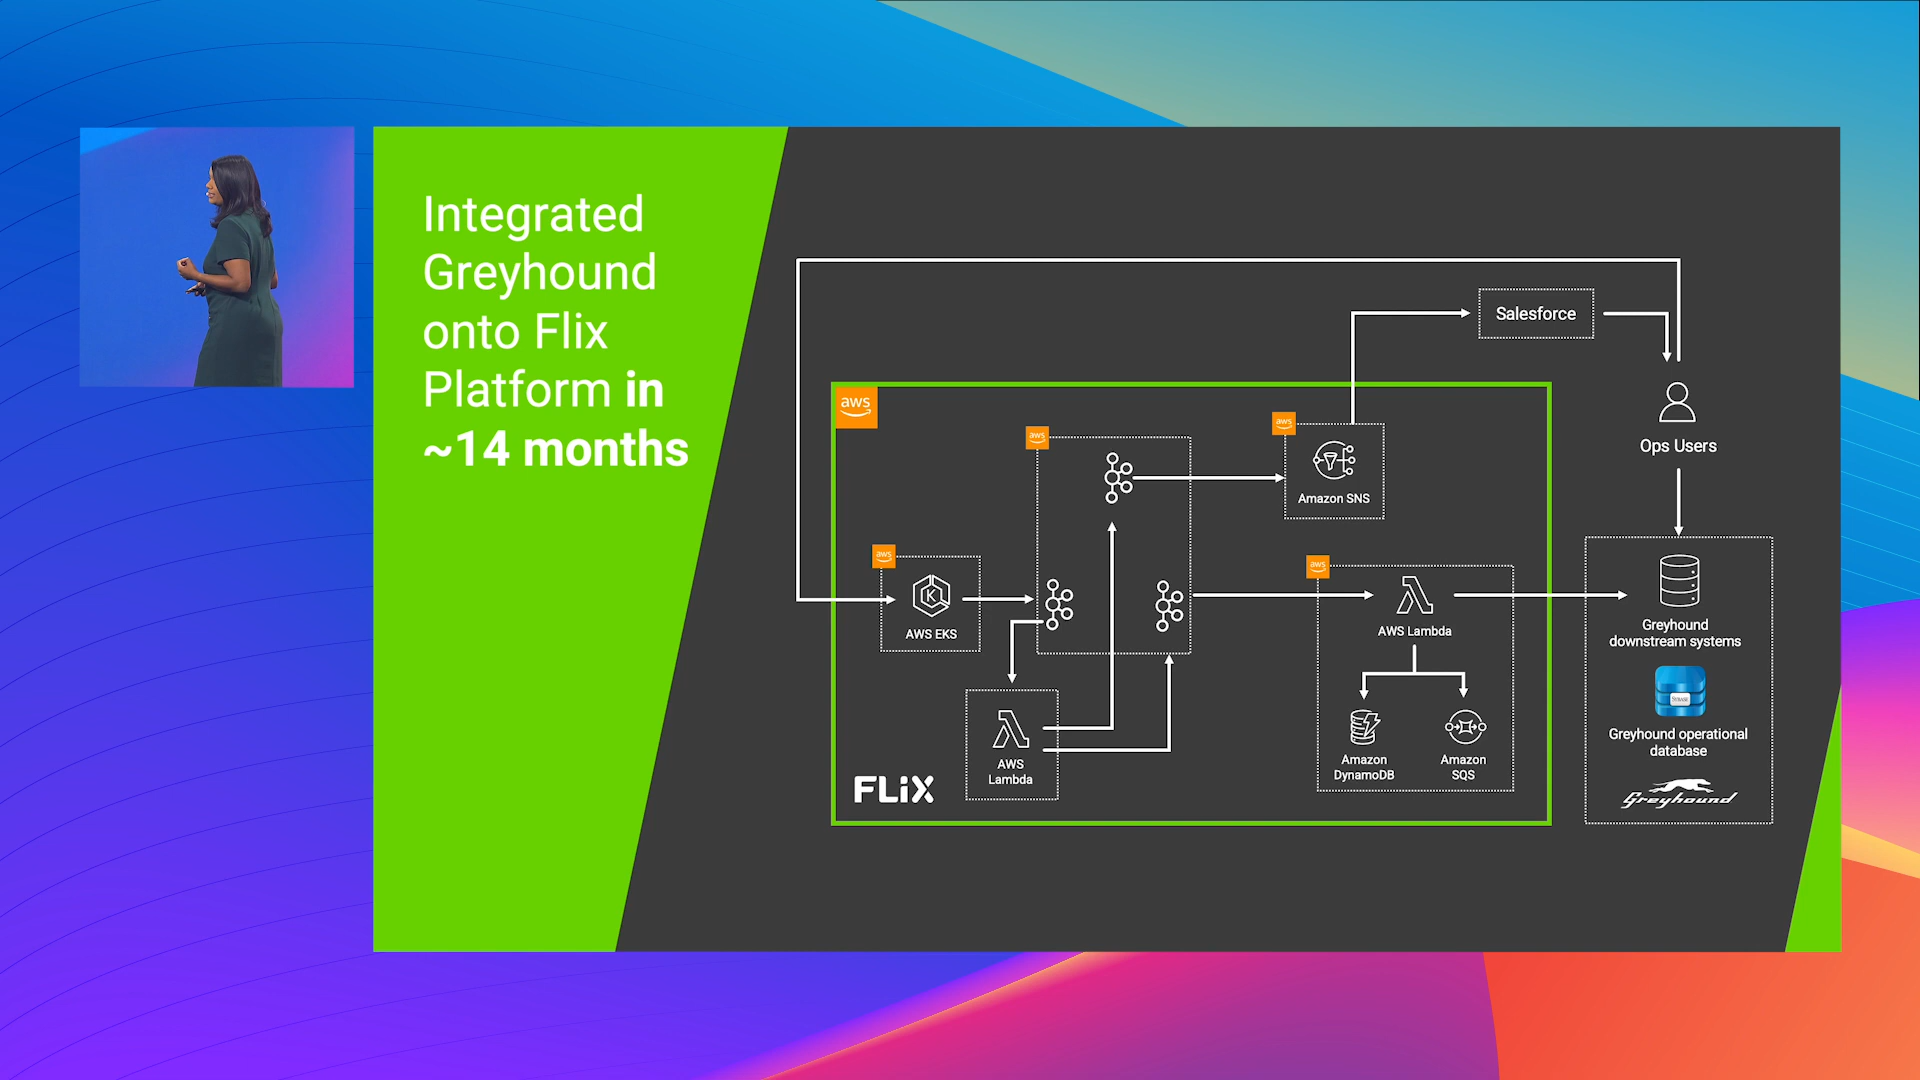 Integrated
Greyhound
onto Flix
Platform in
~14 months
Salesforce
Ops Users
aws
aws
aws
Amazon SNS
aws
AWS EKS
aws
AWS Lambda
Greyhound
downstream systems
AWS
Lambda
Amazon
DynamoDB
Amazon
SQS
Greyhound operational
database
FLiX
Greyhound